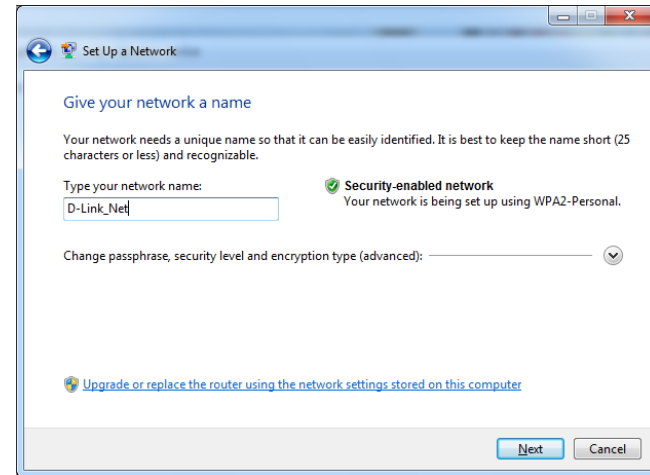 Set Up a Network
Give your network a name
Your network needs a unique name so that it can be easily identified. It is best to keep the name short (25
characters or less) and recognizable.
Type your network name:
Security-enabled network
Your network is being set up using WPA2-Personal.
D-Link_Net
Change passphrase, security level and encryption type (advanced):
Upgrade or replace the router using the network settings stored on this computer
Next
Cancel